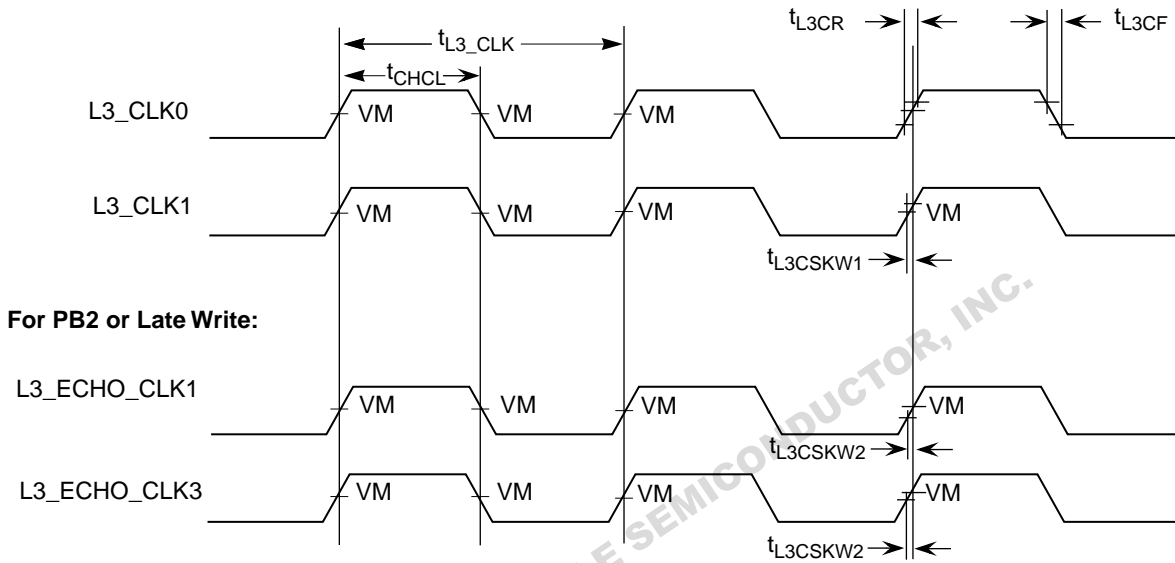 tL3_CLK
tL3CR
tL3CF
tCHCL
L3_CLK0
VM
VM
VM
L3_CLK1
VM
VM
VM
VM
tL3CSKW1
For PB2 or Late Write:
L3_ECHO_CLK1
VM
VM
VM
VM
tL3CSKW2
L3_ECHO_CLK3
VM
VM
VM
VM
tL3CSKW2
E SEMICONDUCTOR, INC.